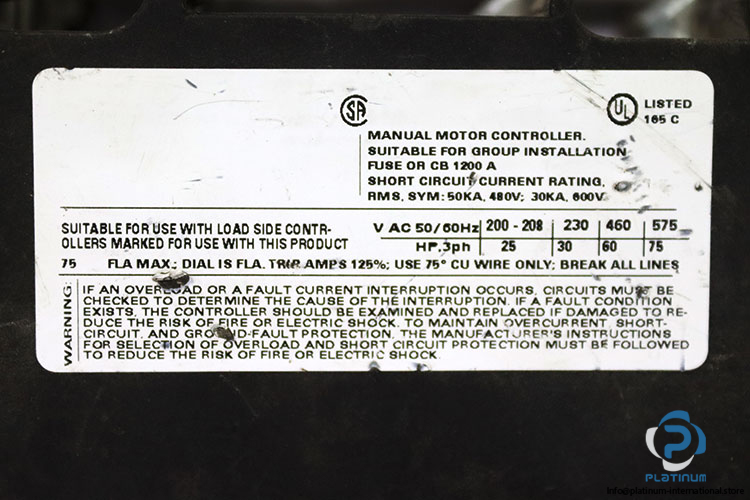 SA
UL LISTED
165 C
MANUAL MOTOR CONTROLLER.
SUITABLE FOR GROUP INSTALLATION
FUSE OR CB 1200 A
SHORT CIRCUIT CURRENT RATING,
RMS, SYM: 50KA, 480V; 30KA, 600V
SUITABLE FOR USE WITH LOAD SIDE CONTR-
OLLERS MARKED FOR USE WITH THIS PRODUCT
V AC 50/60Hz 200 - 208 230 460 575
HP, 3ph 25 30 60 75
75 FLA MAX.; DIAL IS FLA. TRIP AMPS 125%; USE 75° CU WIRE ONLY; BREAK ALL LINES
WARNING:
IF AN OVERLOAD OR A FAULT CURRENT INTERRUPTION OCCURS, CIRCUITS MUST BE
CHECKED TO DETERMINE THE CAUSE OF THE INTERRUPTION. IF A FAULT CONDITION
EXISTS, THE CONTROLLER SHOULD BE EXAMINED AND REPLACED IF DAMAGED TO RE-
DUCE THE RISK OF FIRE OR ELECTRIC SHOCK. TO MAINTAIN OVERCURRENT, SHORT-
CIRCUIT, AND GROUND-FAULT PROTECTION, THE MANUFACTURER'S INSTRUCTIONS
FOR SELECTION OF OVERLOAD AND SHORT CIRCUIT PROTECTION MUST BE FOLLOWED
TO REDUCE THE RISK OF FIRE OR ELECTRIC SHOCK.
PLATINUM
info@platinum-international.store